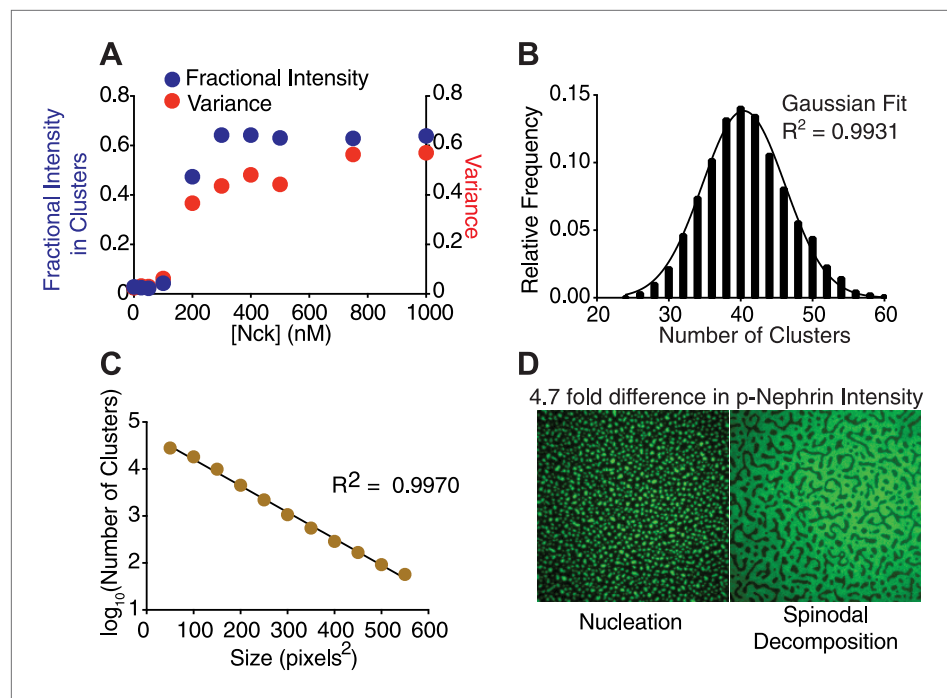 A
Fractional Intensity
Variance
Fractional Intensity
in Clusters
0.8
0.6
0.4
0.2
0
0.8
0.6
0.4
0.2
0
Variance
0
200
400
600
800
1000
[Nck] (nM)
B
Gaussian Fit
R² = 0.9931
Relative Frequency
0.15
0.10
0.05
0.00
20
30
40
50
60
Number of Clusters
C
log₁₀(Number of Clusters)
5
4
3
2
1
R² = 0.9970
0
100
200
300
400
500
600
Size (pixels²)
D
4.7 fold difference in p-Nephrin Intensity
Nucleation
Spinodal
Decomposition